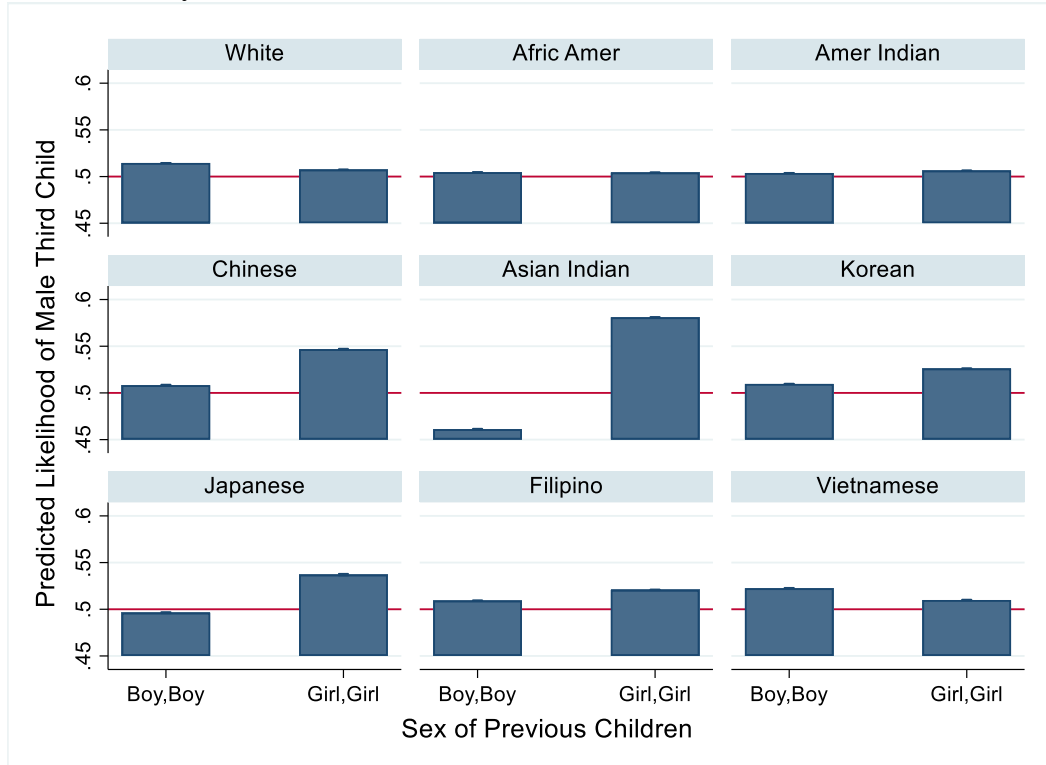 White Afric Amer Amer Indian
.6
.55
.5
.45
Chinese Asian Indian Korean
.6
.55
.5
.45
Japanese Filipino Vietnamese
.6
.55
.5
.45
Boy,Boy Girl,Girl Boy,Boy Girl,Girl Boy,Boy Girl,Girl
Sex of Previous Children
Predicted Likelihood of Male Third Child